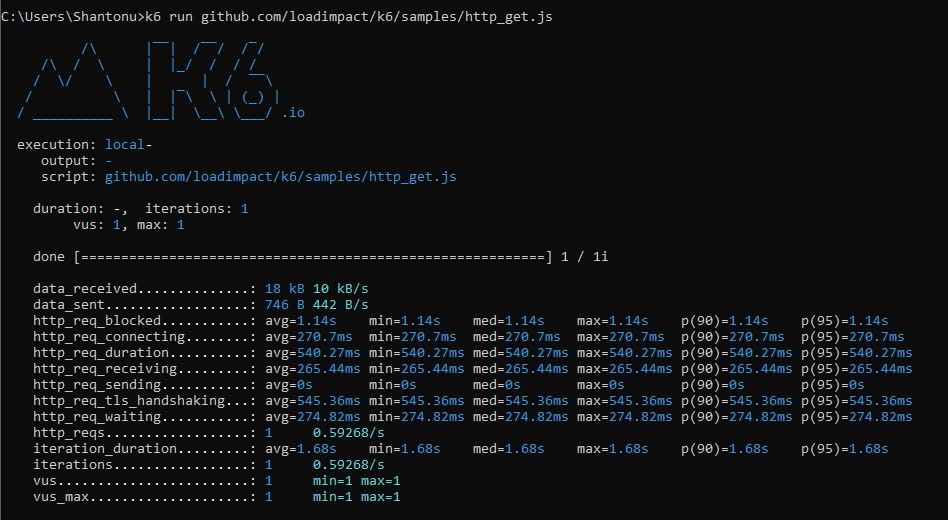 C:\Users\Shantonu>k6 run github.com/loadimpact/k6/samples/http_get.js
K6
.io
execution: local-
output: -
script: github.com/loadimpact/k6/samples/http_get.js
duration: -,  iterations: 1
vus: 1, max: 1
done [==========================================================] 1 / 1i
data_received..............: 18 kB 10 kB/s
data_sent..................: 746 B 442 B/s
http_req_blocked...........: avg=1.14s    min=1.14s    med=1.14s    max=1.14s    p(90)=1.14s    p(95)=1.14s
http_req_connecting........: avg=270.7ms  min=270.7ms  med=270.7ms  max=270.7ms  p(90)=270.7ms  p(95)=270.7ms
http_req_duration..........: avg=540.27ms min=540.27ms med=540.27ms max=540.27ms p(90)=540.27ms p(95)=540.27ms
http_req_receiving.........: avg=265.44ms min=265.44ms med=265.44ms max=265.44ms p(90)=265.44ms p(95)=265.44ms
http_req_sending...........: avg=0s       min=0s       med=0s       max=0s       p(90)=0s       p(95)=0s
http_req_tls_handshaking...: avg=545.36ms min=545.36ms med=545.36ms max=545.36ms p(90)=545.36ms p(95)=545.36ms
http_req_waiting...........: avg=274.82ms min=274.82ms med=274.82ms max=274.82ms p(90)=274.82ms p(95)=274.82ms
http_reqs..................: 1     0.59268/s
iteration_duration.........: avg=1.68s    min=1.68s    med=1.68s    max=1.68s    p(90)=1.68s    p(95)=1.68s
iterations.................: 1     0.59268/s
vus........................: 1     min=1 max=1
vus_max....................: 1     min=1 max=1